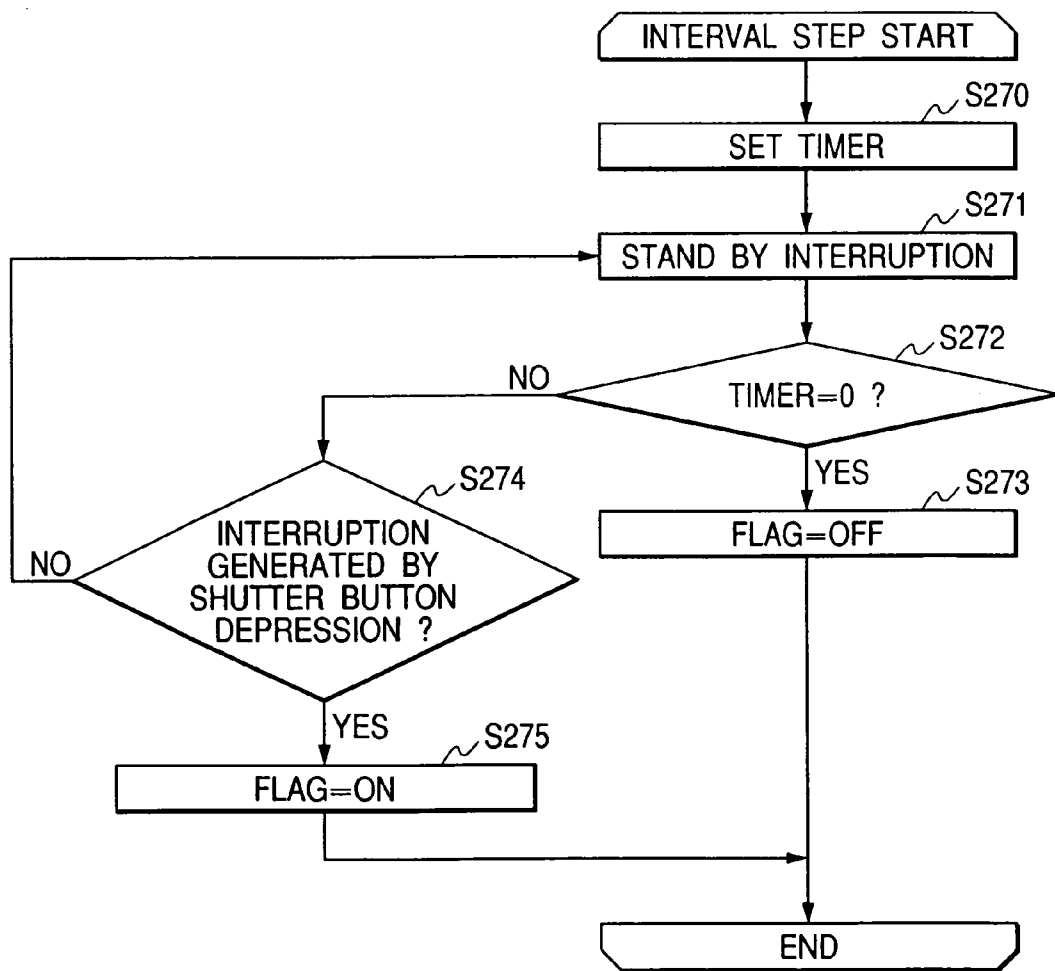 INTERVAL STEP START
S270
SET TIMER
S271
STAND BY INTERRUPTION
S272
TIMER=0 ?
NO
YES
S273
FLAG=OFF
S274
INTERRUPTION
GENERATED BY
SHUTTER BUTTON
DEPRESSION ?
NO
YES
S275
FLAG=ON
END